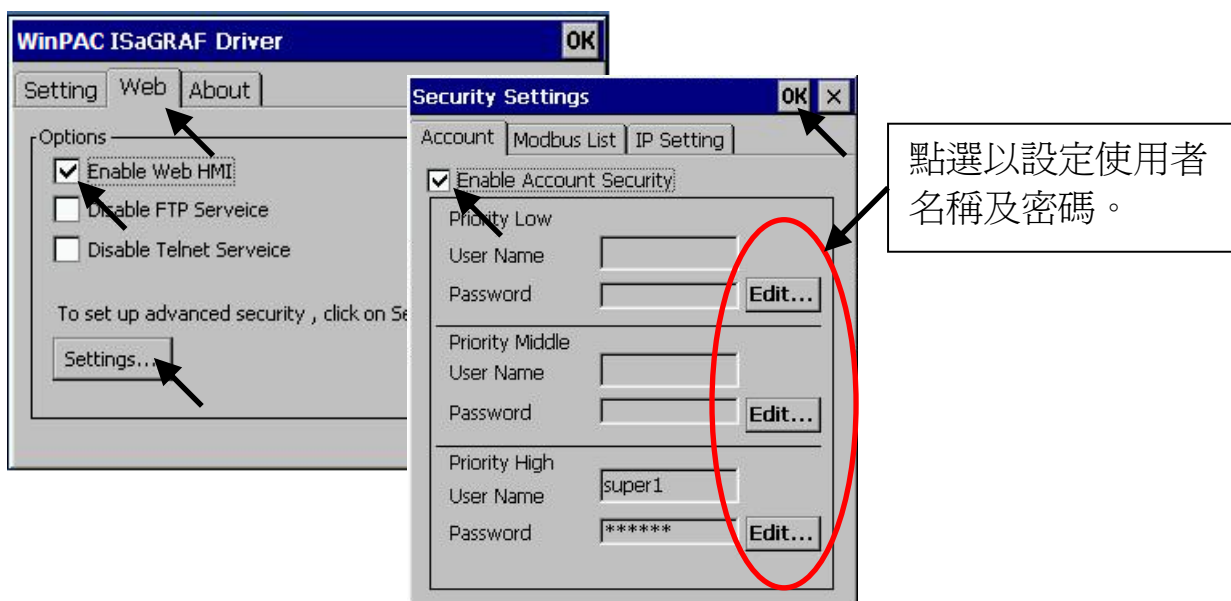 WinPAC ISaGRAF Driver OK
Setting Web About
Options
Enable Web HMI
Disable FTP Serveice
Disable Telnet Serveice
To set up advanced security , click on Se
Settings...
Security Settings OK ×
Account Modbus List IP Setting
Enable Account Security
Priority Low
User Name
Password Edit...
Priority Middle
User Name
Password Edit...
Priority High
User Name super1
Password ****** Edit...
點選以設定使用者
名稱及密碼。